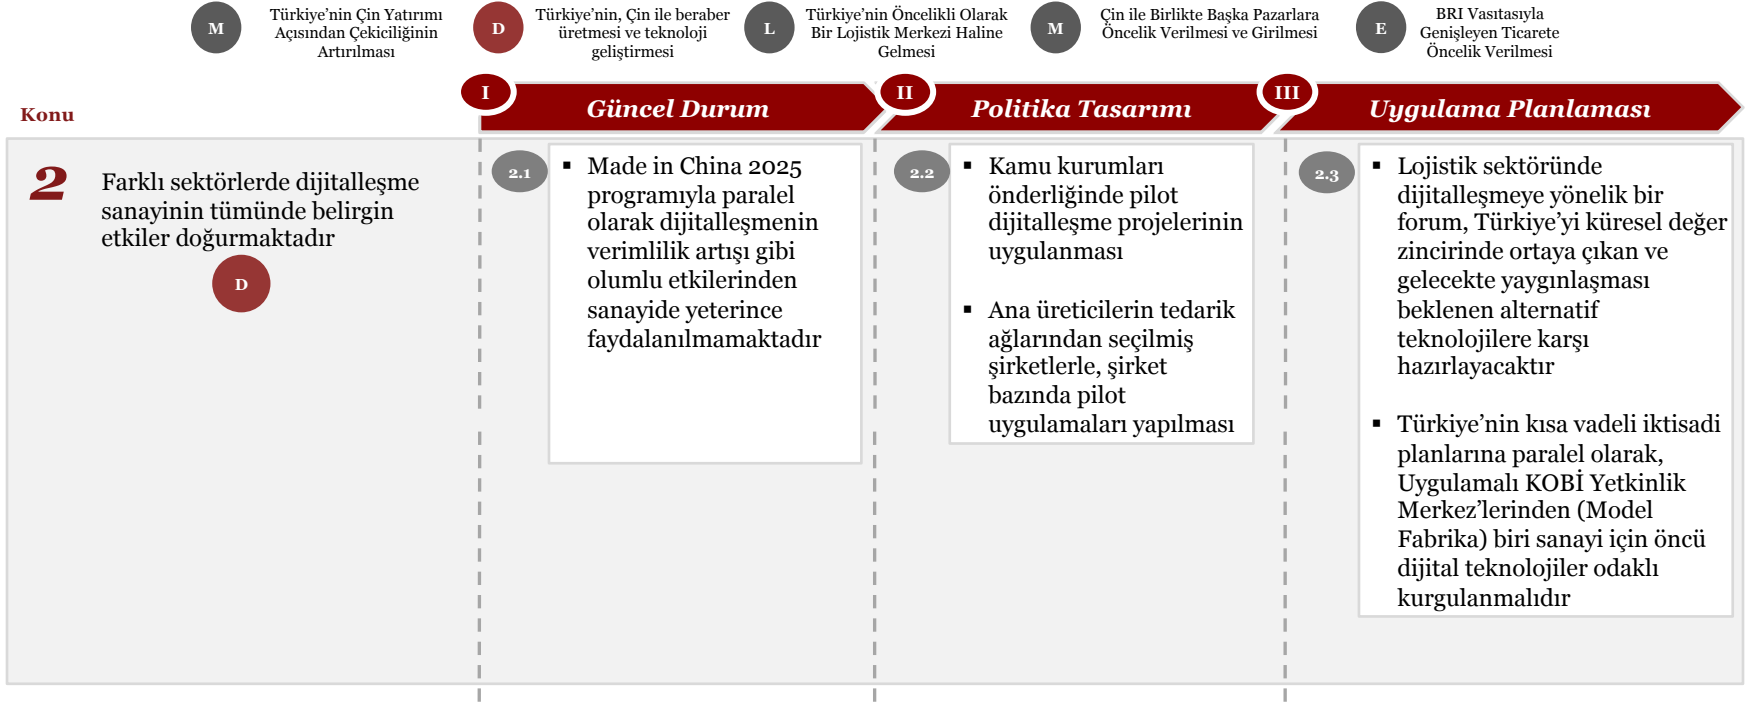 M
Türkiye’nin Çin Yatırımı
Açısından Çekiciliğinin
Artırılması
D
Türkiye’nin, Çin ile beraber
üretmesi ve teknoloji
geliştirmesi
L
Türkiye’nin Öncelikli Olarak
Bir Lojistik Merkezi Haline
Gelmesi
M
Çin ile Birlikte Başka Pazarlara
Öncelik Verilmesi ve Girilmesi
E
BRI Vasıtasıyla
Genişleyen Ticarete
Öncelik Verilmesi
Konu
I
Güncel Durum
II
Politika Tasarımı
III
Uygulama Planlaması
2
Farklı sektörlerde dijitalleşme
sanayinin tümünde belirgin
etkiler doğurmaktadır
D
2.1
▪ Made in China 2025
programıyla paralel
olarak dijitalleşmenin
verimlilik artışı gibi
olumlu etkilerinden
sanayide yeterince
faydalanılmamaktadır
2.2
▪ Kamu kurumları
önderliğinde pilot
dijitalleşme projelerinin
uygulanması
▪ Ana üreticilerin tedarik
ağlarından seçilmiş
şirketlerle, şirket
bazında pilot
uygulamaları yapılması
2.3
▪ Lojistik sektöründe
dijitalleşmeye yönelik bir
forum, Türkiye’yi küresel değer
zincirinde ortaya çıkan ve
gelecekte yaygınlaşması
beklenen alternatif
teknolojilere karşı
hazırlayacaktır
▪ Türkiye’nin kısa vadeli iktisadi
planlarına paralel olarak,
Uygulamalı KOBİ Yetkinlik
Merkez’lerinden (Model
Fabrika) biri sanayi için öncü
dijital teknolojiler odaklı
kurgulanmalıdır